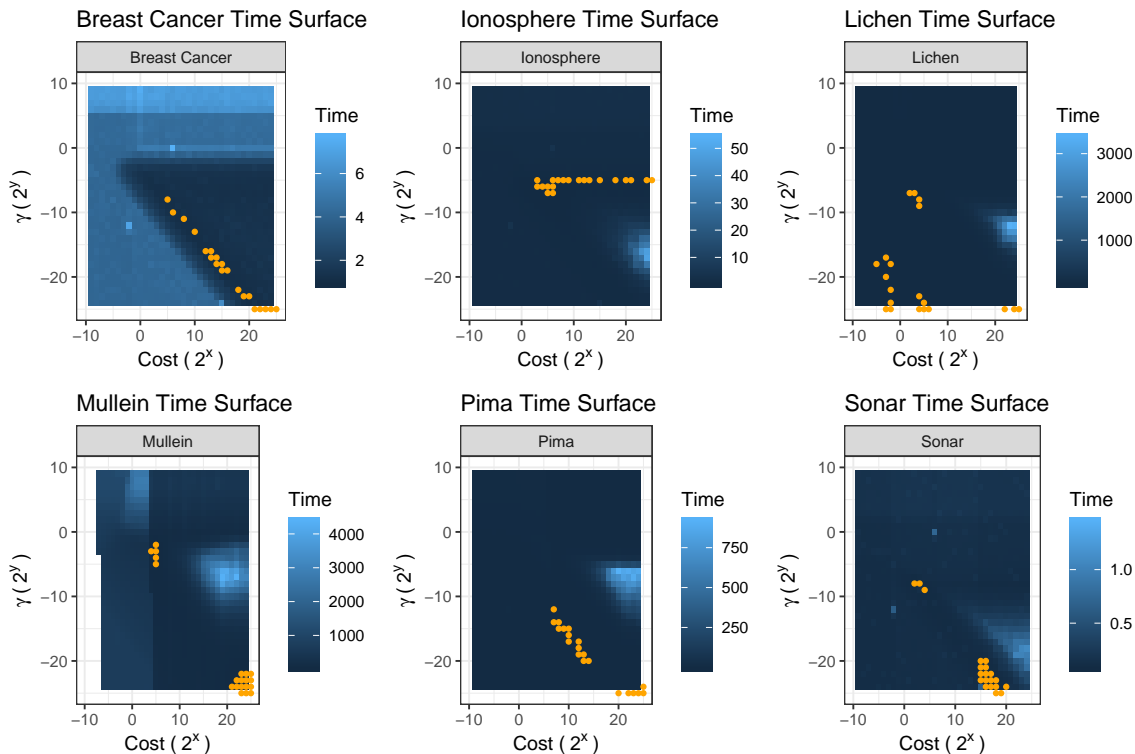 Breast Cancer Time Surface
Breast Cancer
10
0
−10
−20
−10 0 10 20
Cost ( 2^x )
γ ( 2^y )
Time
6
4
2
Ionosphere Time Surface
Ionosphere
10
0
−10
−20
−10 0 10 20
Cost ( 2^x )
γ ( 2^y )
Time
50
40
30
20
10
Lichen Time Surface
Lichen
10
0
−10
−20
−10 0 10 20
Cost ( 2^x )
γ ( 2^y )
Time
3000
2000
1000
Mullein Time Surface
Mullein
10
0
−10
−20
−10 0 10 20
Cost ( 2^x )
γ ( 2^y )
Time
4000
3000
2000
1000
Pima Time Surface
Pima
10
0
−10
−20
−10 0 10 20
Cost ( 2^x )
γ ( 2^y )
Time
750
500
250
Sonar Time Surface
Sonar
10
0
−10
−20
−10 0 10 20
Cost ( 2^x )
γ ( 2^y )
Time
1.0
0.5